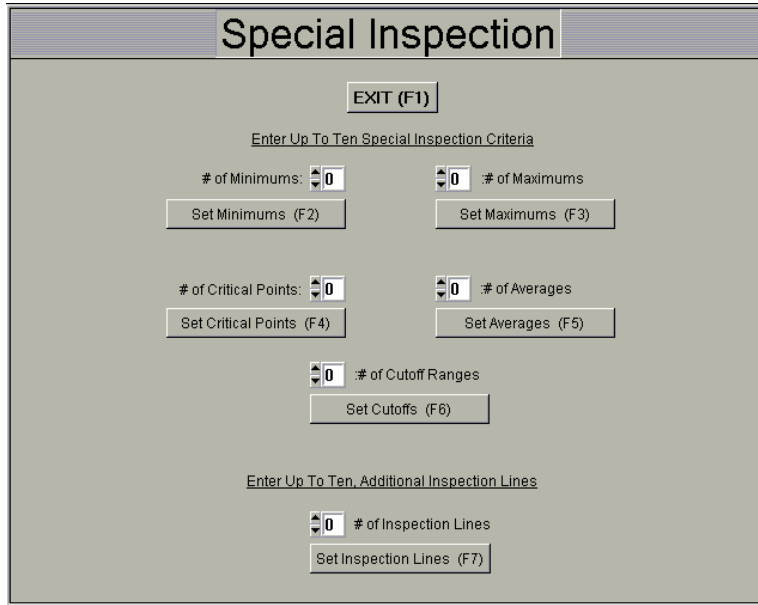 Special Inspection
EXIT (F1)
Enter Up To Ten Special Inspection Criteria
# of Minimums: 0 0 :# of Maximums
Set Minimums (F2) Set Maximums (F3)
# of Critical Points: 0 0 :# of Averages
Set Critical Points (F4) Set Averages (F5)
0 :# of Cutoff Ranges
Set Cutoffs (F6)
Enter Up To Ten, Additional Inspection Lines
0 # of Inspection Lines
Set Inspection Lines (F7)